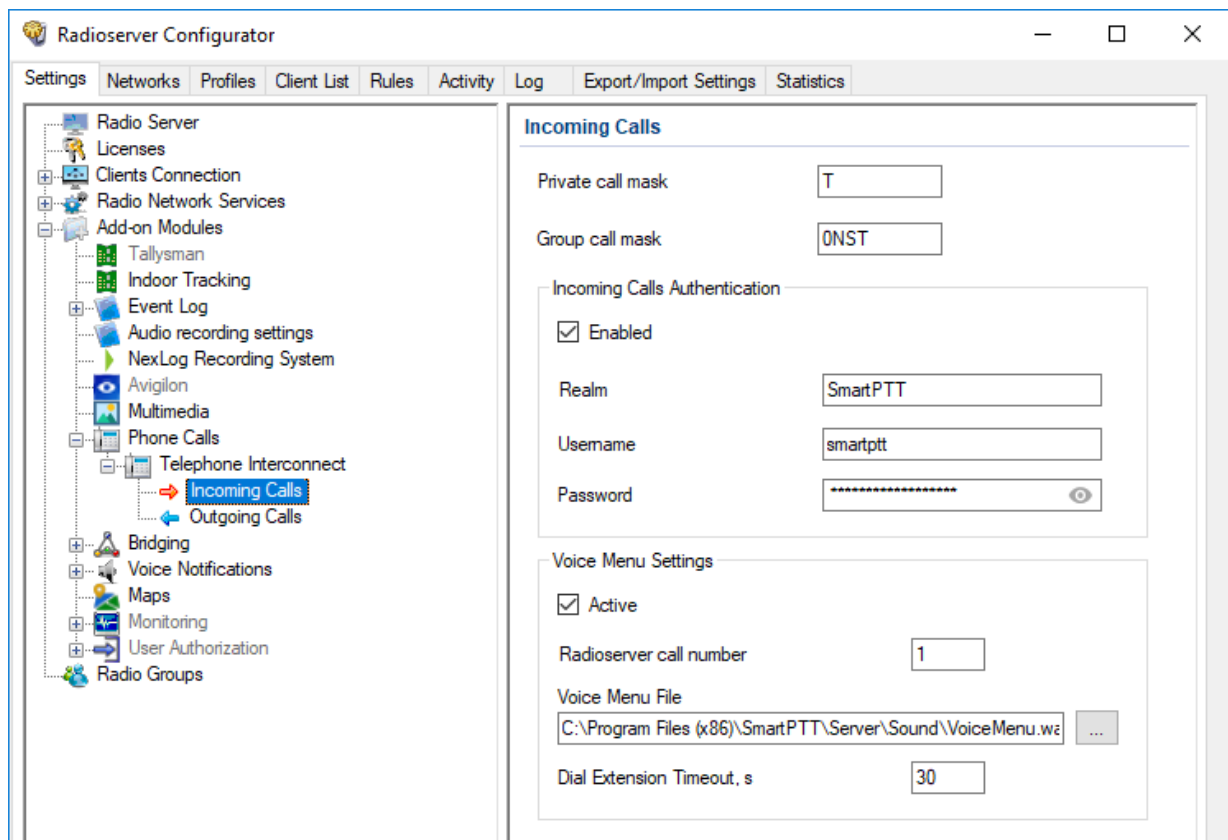 Radioserver Configurator
Settings Networks Profiles Client List Rules Activity Log Export/Import Settings Statistics
Radio Server
Licenses
Clients Connection
Radio Network Services
Add-on Modules
Tallysman
Indoor Tracking
Event Log
Audio recording settings
NexLog Recording System
Avigilon
Multimedia
Phone Calls
Telephone Interconnect
Incoming Calls
Outgoing Calls
Bridging
Voice Notifications
Maps
Monitoring
User Authorization
Radio Groups
Incoming Calls
Private call mask T
Group call mask 0NST
Incoming Calls Authentication
Enabled
Realm SmartPTT
Username smartptt
Password ******************
Voice Menu Settings
Active
Radioserver call number 1
Voice Menu File
C:\Program Files (x86)\SmartPTT\Server\Sound\VoiceMenu.wa ...
Dial Extension Timeout, s 30